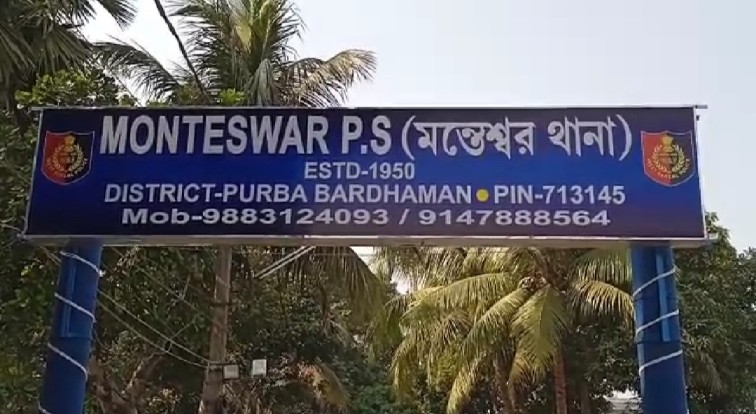 MONTESWAR P.S (মন্তেশ্বর থানা)
ESTD-1950
DISTRICT-PURBA BARDHAMAN • PIN-713145
Mob-9883124093 / 9147888564